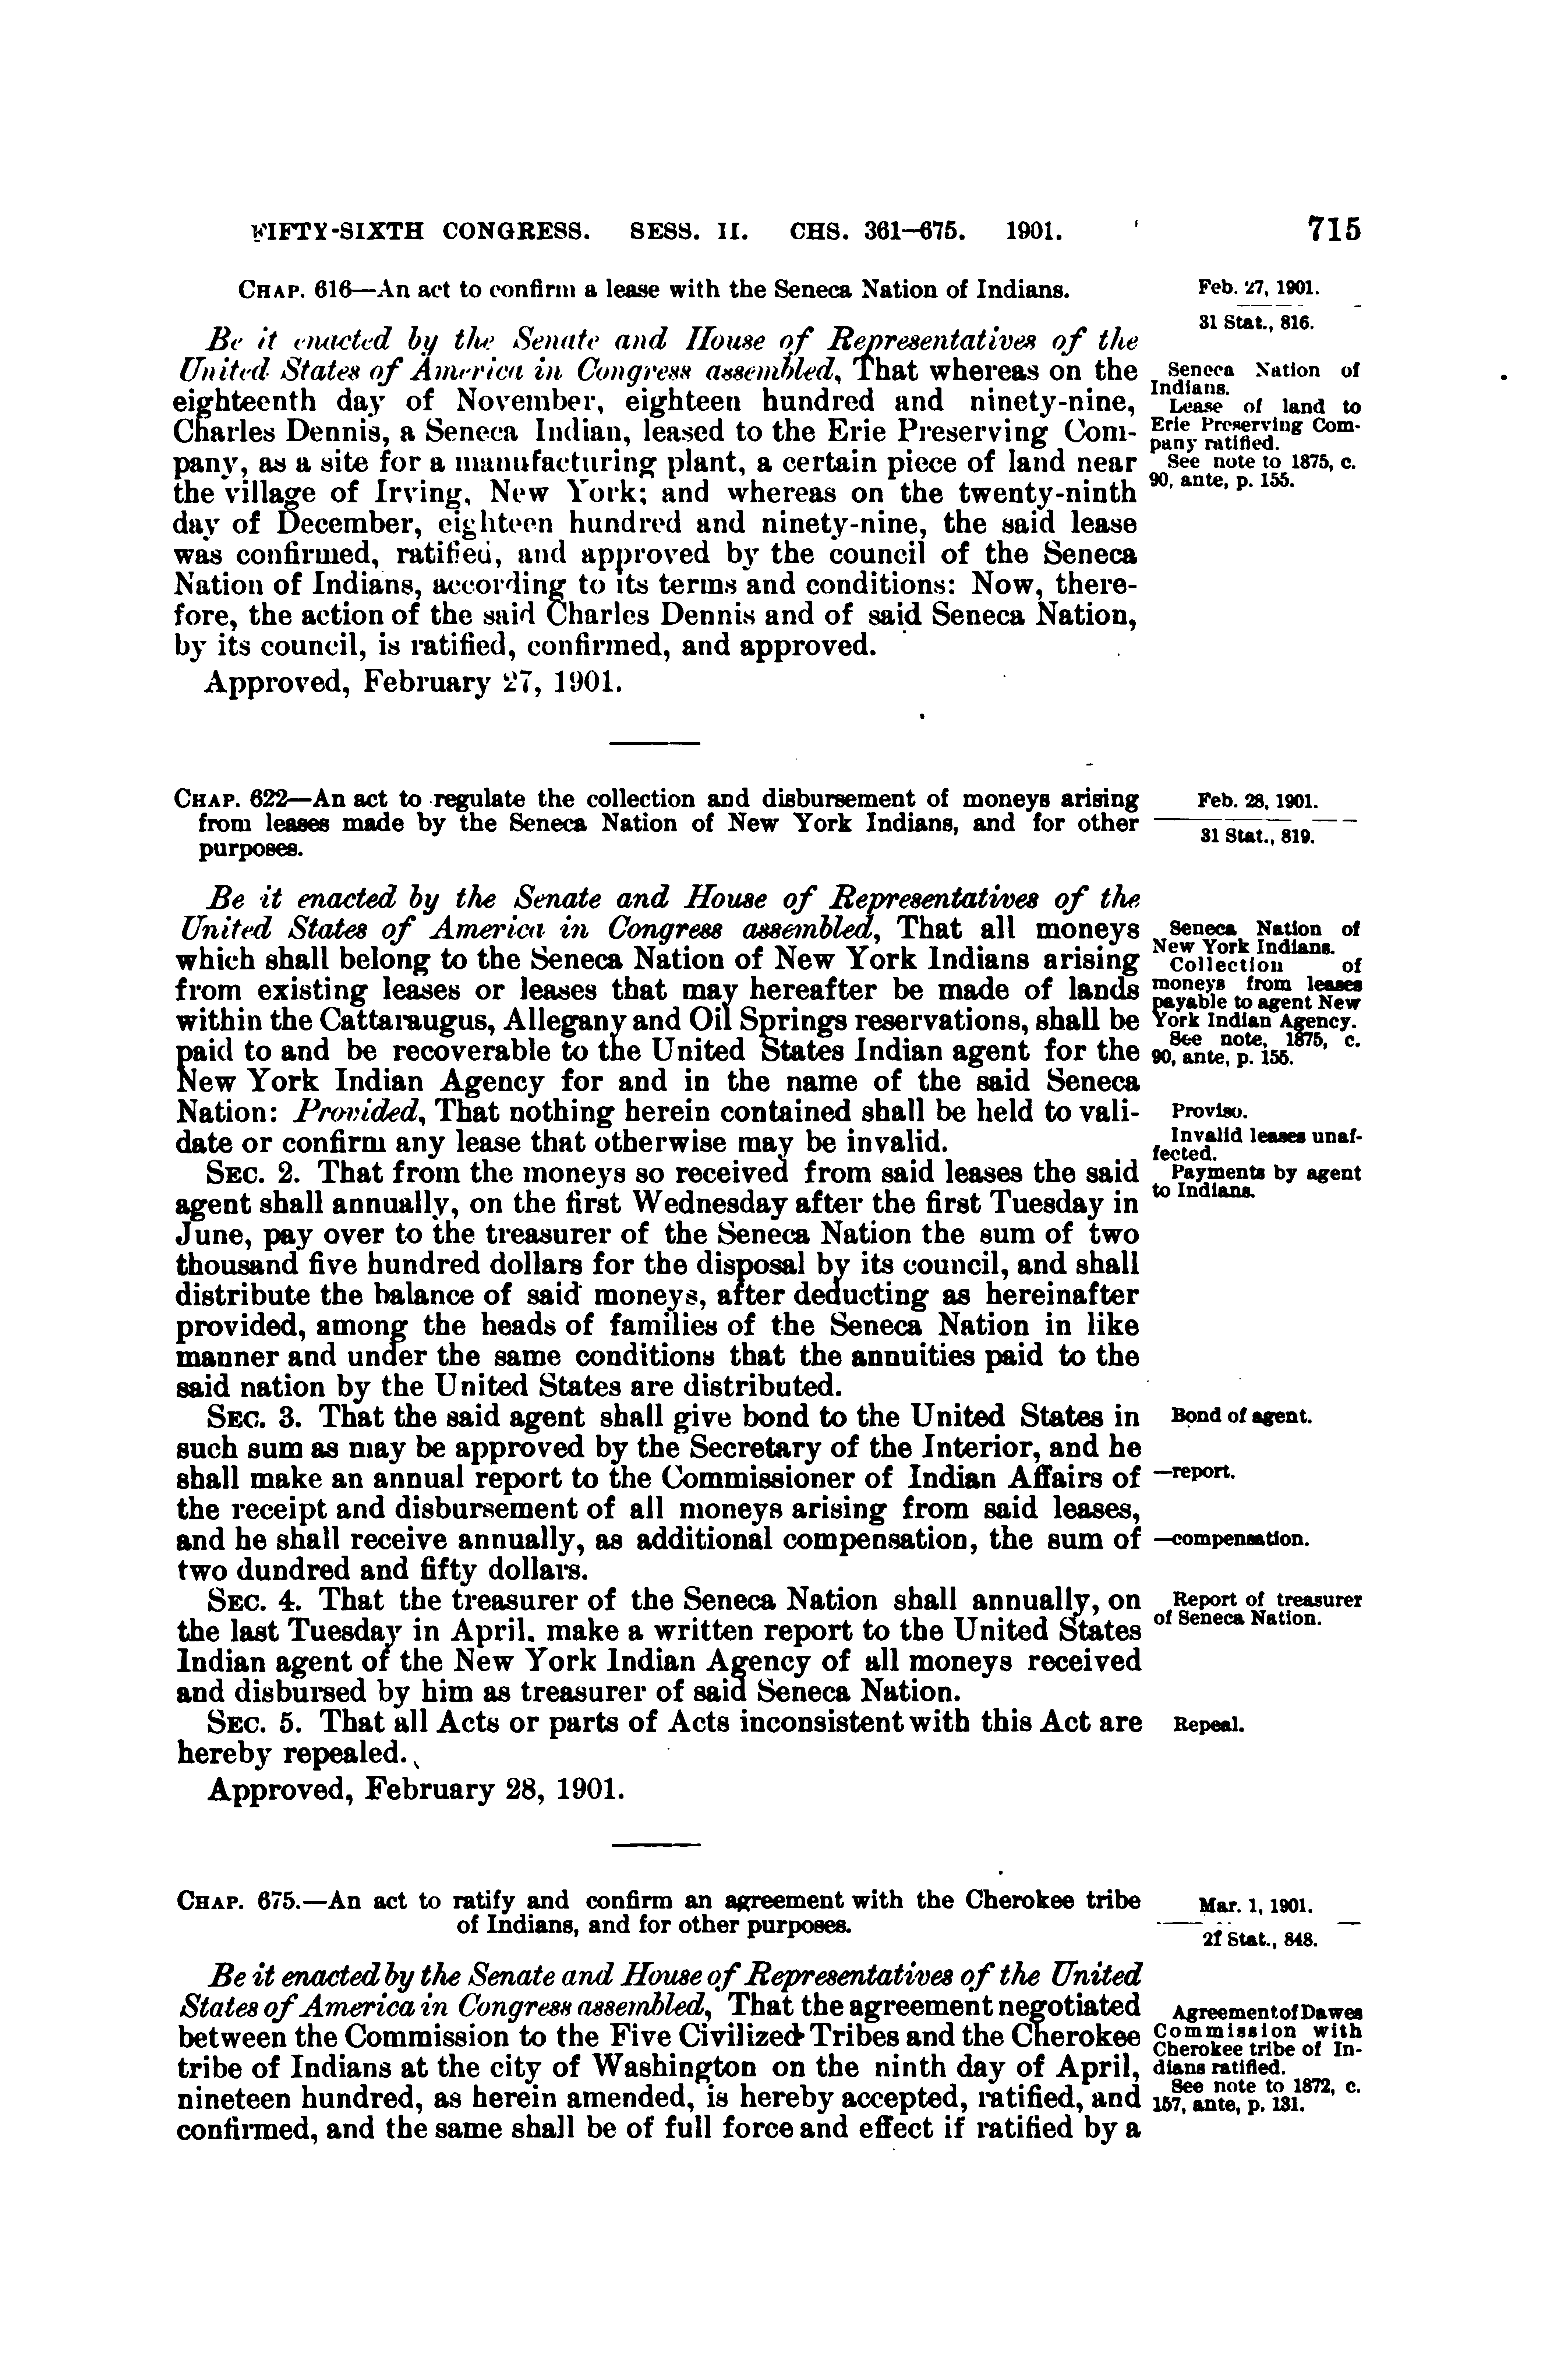 FIFTY-SIXTH CONGRESS. SESS. II. CHS. 361–675. 1901. 715
CHAP. 616—An act to confirm a lease with the Seneca Nation of Indians.
Feb. 27, 1901.
31 Stat., 816.
Be it enacted by the Senate and House of Representatives of the
United States of America in Congress assembled, That whereas on the
eighteenth day of November, eighteen hundred and ninety-nine,
Charles Dennis, a Seneca Indian, leased to the Erie Preserving Com-
pany, as a site for a manufacturing plant, a certain piece of land near
the village of Irving, New York; and whereas on the twenty-ninth
day of December, eighteen hundred and ninety-nine, the said lease
was confirmed, ratified, and approved by the council of the Seneca
Nation of Indians, according to its terms and conditions: Now, there-
fore, the action of the said Charles Dennis and of said Seneca Nation,
by its council, is ratified, confirmed, and approved.
Approved, February 27, 1901.
Seneca Nation of
Indians.
Lease of land to
Erie Preserving Com-
pany ratified.
See note to 1875, c.
90, ante, p. 155.
CHAP. 622—An act to regulate the collection and disbursement of moneys arising
from leases made by the Seneca Nation of New York Indians, and for other
purposes.
Feb. 28, 1901.
31 Stat., 819.
Be it enacted by the Senate and House of Representatives of the
United States of America in Congress assembled, That all moneys
which shall belong to the Seneca Nation of New York Indians arising
from existing leases or leases that may hereafter be made of lands
within the Cattaraugus, Allegany and Oil Springs reservations, shall be
paid to and be recoverable to the United States Indian agent for the
New York Indian Agency for and in the name of the said Seneca
Nation: Provided, That nothing herein contained shall be held to vali-
date or confirm any lease that otherwise may be invalid.
Seneca Nation of
New York Indians.
Collection of
moneys from leases
payable to agent New
York Indian Agency.
See note, 1875, c.
90, ante, p. 155.
Proviso.
Invalid leases unaf-
fected.
SEC. 2. That from the moneys so received from said leases the said
agent shall annually, on the first Wednesday after the first Tuesday in
June, pay over to the treasurer of the Seneca Nation the sum of two
thousand five hundred dollars for the disposal by its council, and shall
distribute the balance of said moneys, after deducting as hereinafter
provided, among the heads of families of the Seneca Nation in like
manner and under the same conditions that the annuities paid to the
said nation by the United States are distributed.
Payments by agent
to Indians.
SEC. 3. That the said agent shall give bond to the United States in
such sum as may be approved by the Secretary of the Interior, and he
shall make an annual report to the Commissioner of Indian Affairs of
the receipt and disbursement of all moneys arising from said leases,
and he shall receive annually, as additional compensation, the sum of
two dundred and fifty dollars.
Bond of agent.
—report.
—compensation.
SEC. 4. That the treasurer of the Seneca Nation shall annually, on
the last Tuesday in April, make a written report to the United States
Indian agent of the New York Indian Agency of all moneys received
and disbursed by him as treasurer of said Seneca Nation.
Report of treasurer
of Seneca Nation.
SEC. 5. That all Acts or parts of Acts inconsistent with this Act are
hereby repealed.
Repeal.
Approved, February 28, 1901.
CHAP. 675.—An act to ratify and confirm an agreement with the Cherokee tribe
of Indians, and for other purposes.
Mar. 1, 1901.
Stat., 848.
Be it enacted by the Senate and House of Representatives of the United
States of America in Congress assembled, That the agreement negotiated
between the Commission to the Five Civilized Tribes and the Cherokee
tribe of Indians at the city of Washington on the ninth day of April,
nineteen hundred, as herein amended, is hereby accepted, ratified, and
confirmed, and the same shall be of full force and effect if ratified by a
Agreement of Dawes
Commission with
Cherokee tribe of In-
dians ratified.
See note to 1872, c.
157, ante, p. 131.